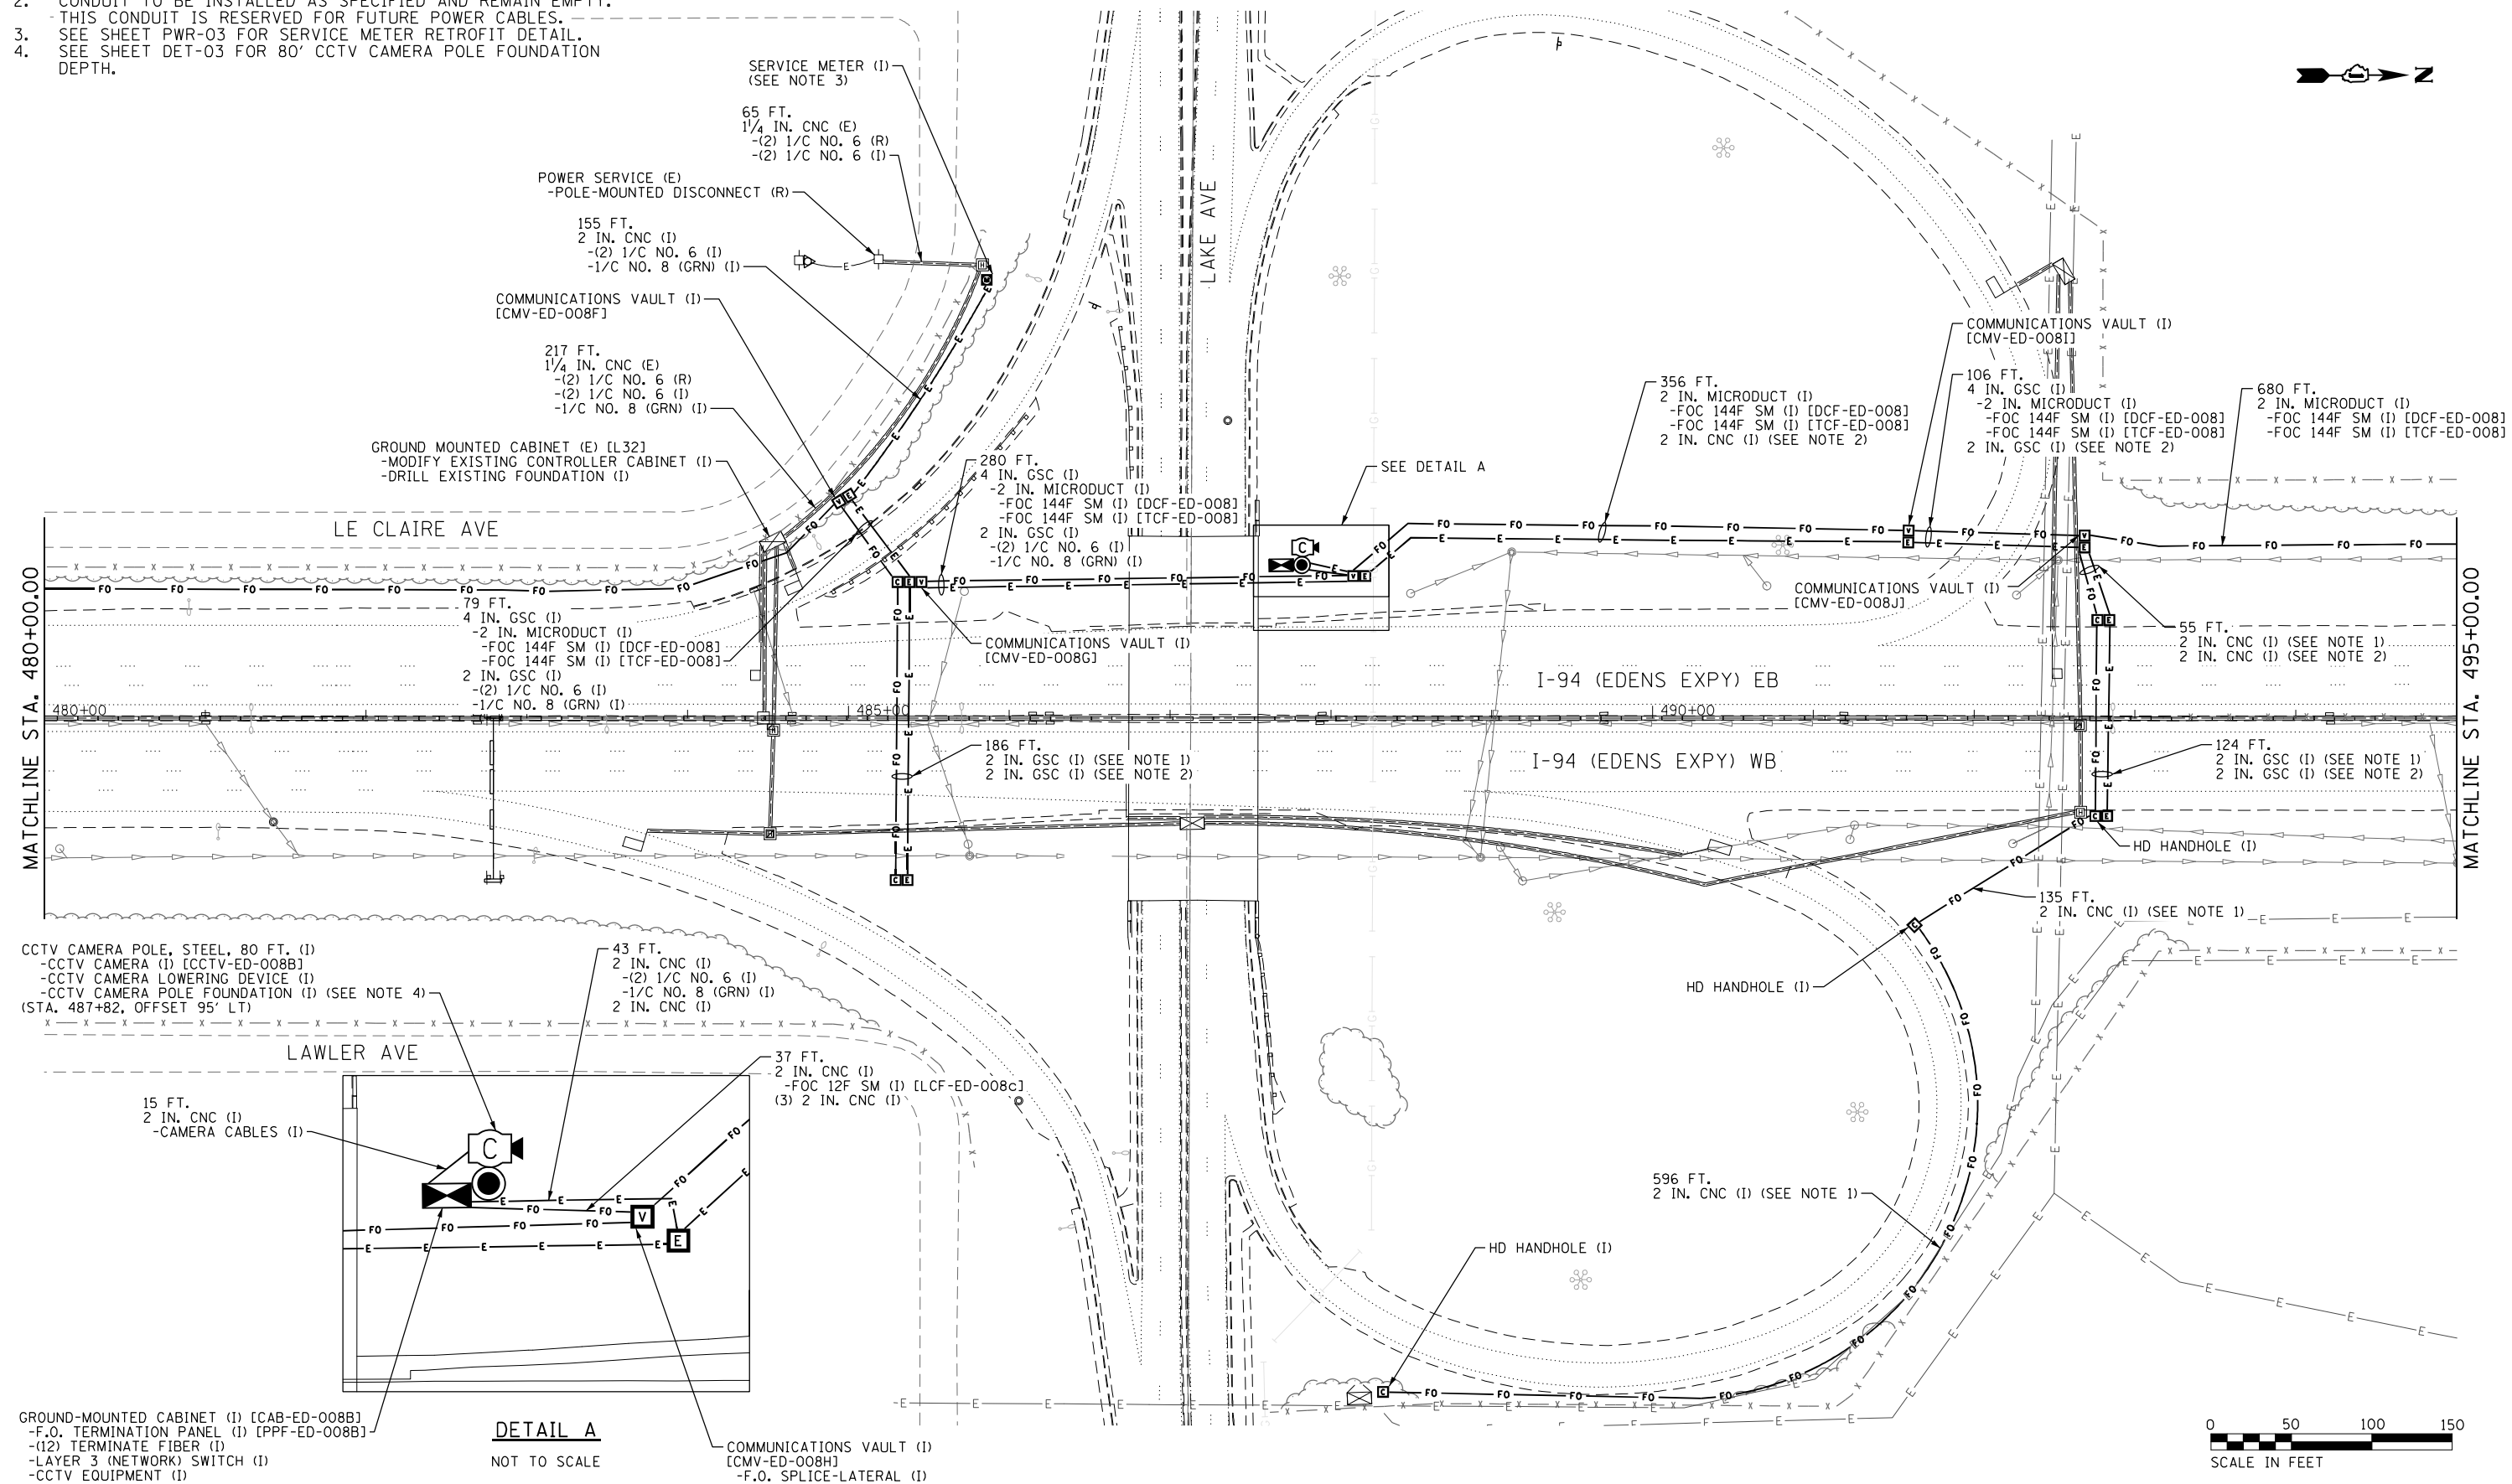 2. CONDUIT TO BE INSTALLED AS SPECIFIED AND REMAIN EMPTY.
THIS CONDUIT IS RESERVED FOR FUTURE POWER CABLES.
3. SEE SHEET PWR-03 FOR SERVICE METER RETROFIT DETAIL.
4. SEE SHEET DET-03 FOR 80' CCTV CAMERA POLE FOUNDATION
DEPTH.
N
SERVICE METER (I)
(SEE NOTE 3)
65 FT.
1 1/4 IN. CNC (E)
-(2) 1/C NO. 6 (R)
-(2) 1/C NO. 6 (I)
POWER SERVICE (E)
-POLE-MOUNTED DISCONNECT (R)
155 FT.
2 IN. CNC (I)
-(2) 1/C NO. 6 (I)
-1/C NO. 8 (GRN) (I)
COMMUNICATIONS VAULT (I)
[CMV-ED-008F]
217 FT.
1 1/4 IN. CNC (E)
-(2) 1/C NO. 6 (R)
-(2) 1/C NO. 6 (I)
-1/C NO. 8 (GRN) (I)
GROUND MOUNTED CABINET (E) [L32]
-MODIFY EXISTING CONTROLLER CABINET (I)
-DRILL EXISTING FOUNDATION (I)
LAKE AVE
280 FT.
4 IN. GSC (I)
-2 IN. MICRODUCT (I)
-FOC 144F SM (I) [DCF-ED-008]
-FOC 144F SM (I) [TCF-ED-008]
2 IN. GSC (I)
-(2) 1/C NO. 6 (I)
-1/C NO. 8 (GRN) (I)
SEE DETAIL A
356 FT.
2 IN. MICRODUCT (I)
-FOC 144F SM (I) [DCF-ED-008]
-FOC 144F SM (I) [TCF-ED-008]
2 IN. CNC (I) (SEE NOTE 2)
COMMUNICATIONS VAULT (I)
[CMV-ED-008I]
106 FT.
4 IN. GSC (I)
-2 IN. MICRODUCT (I)
-FOC 144F SM (I) [DCF-ED-008]
-FOC 144F SM (I) [TCF-ED-008]
2 IN. GSC (I) (SEE NOTE 2)
680 FT.
2 IN. MICRODUCT (I)
-FOC 144F SM (I) [DCF-ED-008]
-FOC 144F SM (I) [TCF-ED-008]
LE CLAIRE AVE
MATCHLINE STA. 480+00.00
79 FT.
4 IN. GSC (I)
-2 IN. MICRODUCT (I)
-FOC 144F SM (I) [DCF-ED-008]
-FOC 144F SM (I) [TCF-ED-008]
2 IN. GSC (I)
-(2) 1/C NO. 6 (I)
-1/C NO. 8 (GRN) (I)
COMMUNICATIONS VAULT (I)
[CMV-ED-008G]
COMMUNICATIONS VAULT (I)
[CMV-ED-008J]
55 FT.
2 IN. CNC (I) (SEE NOTE 1)
2 IN. CNC (I) (SEE NOTE 2)
MATCHLINE STA. 495+00.00
I-94 (EDENS EXPY) EB
480+00
485+00
490+00
I-94 (EDENS EXPY) WB
186 FT.
2 IN. GSC (I) (SEE NOTE 1)
2 IN. GSC (I) (SEE NOTE 2)
124 FT.
2 IN. GSC (I) (SEE NOTE 1)
2 IN. GSC (I) (SEE NOTE 2)
HD HANDHOLE (I)
135 FT.
2 IN. CNC (I) (SEE NOTE 1)
HD HANDHOLE (I)
CCTV CAMERA POLE, STEEL, 80 FT. (I)
-CCTV CAMERA (I) [CCTV-ED-008B]
-CCTV CAMERA LOWERING DEVICE (I)
-CCTV CAMERA POLE FOUNDATION (I) (SEE NOTE 4)
(STA. 487+82, OFFSET 95' LT)
43 FT.
2 IN. CNC (I)
-(2) 1/C NO. 6 (I)
-1/C NO. 8 (GRN) (I)
2 IN. CNC (I)
LAWLER AVE
37 FT.
2 IN. CNC (I)
-FOC 12F SM (I) [LCF-ED-008c]
(3) 2 IN. CNC (I)
15 FT.
2 IN. CNC (I)
-CAMERA CABLES (I)
C
V
E
596 FT.
2 IN. CNC (I) (SEE NOTE 1)
HD HANDHOLE (I)
GROUND-MOUNTED CABINET (I) [CAB-ED-008B]
-F.O. TERMINATION PANEL (I) [PPF-ED-008B]
-(12) TERMINATE FIBER (I)
-LAYER 3 (NETWORK) SWITCH (I)
-CCTV EQUIPMENT (I)
DETAIL A
NOT TO SCALE
COMMUNICATIONS VAULT (I)
[CMV-ED-008H]
-F.O. SPLICE-LATERAL (I)
0 50 100 150
SCALE IN FEET